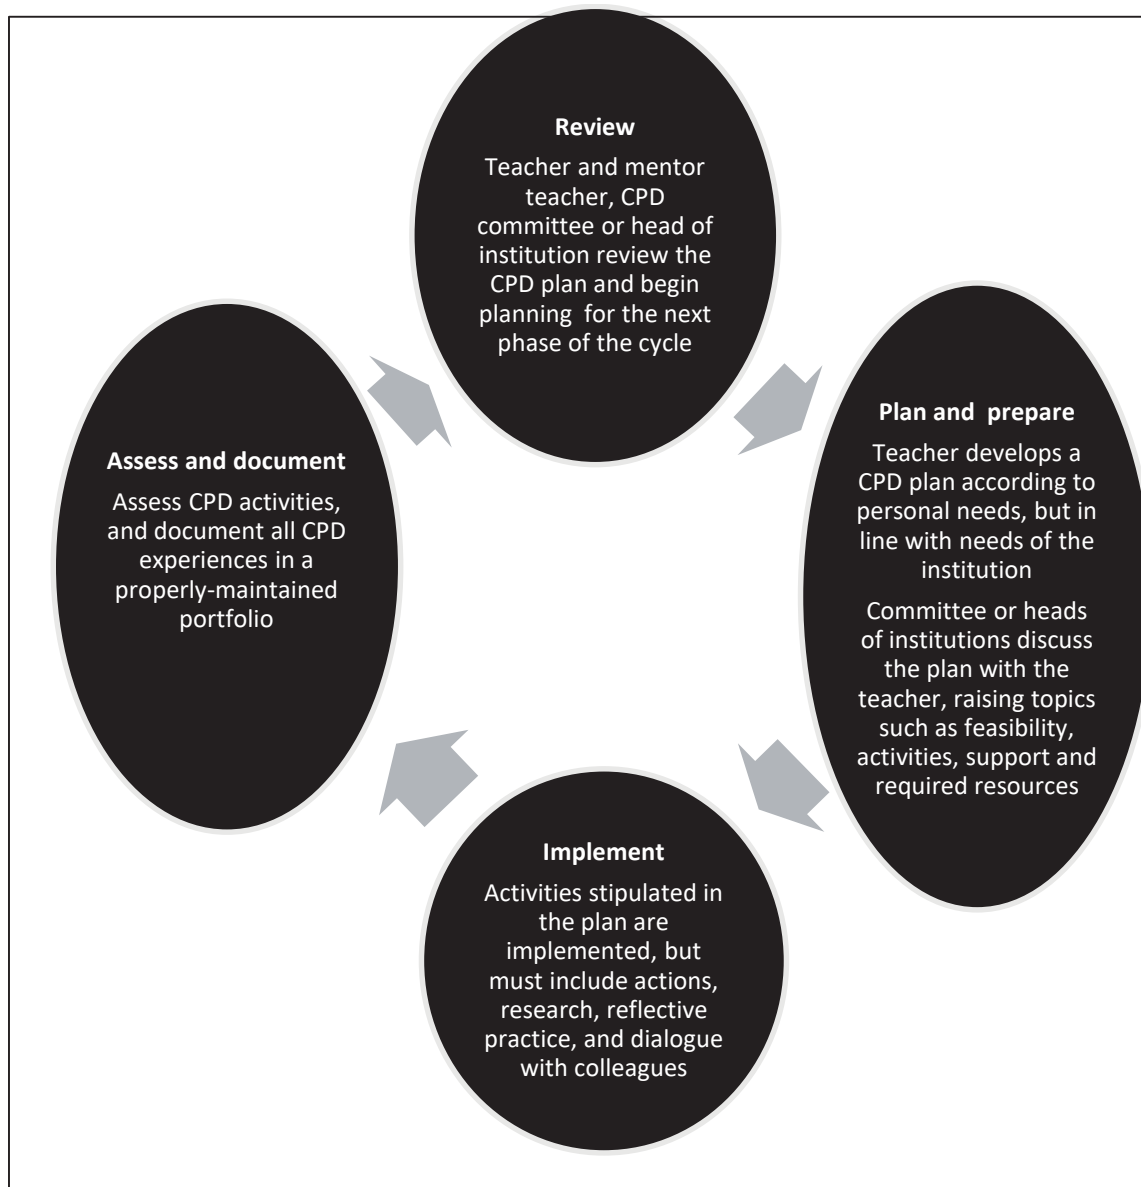 Review
Teacher and mentor
teacher, CPD
committee or head of
institution review the
CPD plan and begin
planning  for the next
phase of the cycle
Plan and  prepare
Teacher develops a
CPD plan according to
personal needs, but in
line with needs of the
institution
Committee or heads
of institutions discuss
the plan with the
teacher, raising topics
such as feasibility,
activities, support and
required resources
Implement
Activities stipulated in
the plan are
implemented, but
must include actions,
research, reflective
practice, and dialogue
with colleagues
Assess and document
Assess CPD activities,
and document all CPD
experiences in a
properly-maintained
portfolio